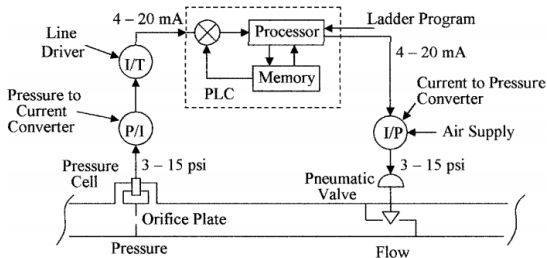 4 – 20 mA
Ladder Program
Line
Driver
Processor
4 – 20 mA
I/T
Memory
PLC
Pressure to
Current
Converter
Current to Pressure
Converter
P/I
I/P
Air Supply
3 – 15 psi
3 – 15 psi
Pressure
Cell
Pneumatic
Valve
Orifice Plate
Pressure
Flow